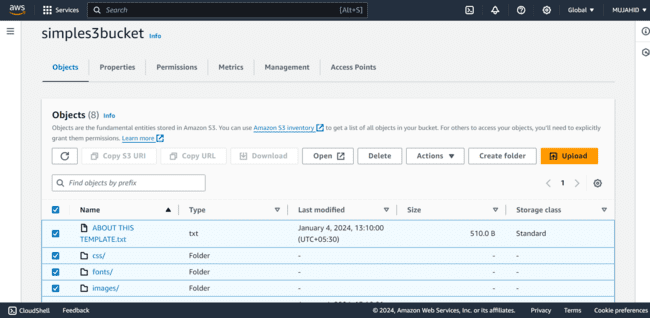 aws Services Search [Alt+S] Global MUJAHID
simples3bucket Info
Objects Properties Permissions Metrics Management Access Points
Objects (8) Info
Objects are the fundamental entities stored in Amazon S3. You can use Amazon S3 inventory to get a list of all objects in your bucket. For others to access your objects, you'll need to explicitly
grant them permissions. Learn more
Copy S3 URI Copy URL Download Open Delete Actions Create folder Upload
Find objects by prefix 1
Name Type Last modified Size Storage class
ABOUT THIS txt January 4, 2024, 13:10:00 510.0 B Standard
TEMPLATE.txt (UTC+05:30)
css/ Folder - - -
fonts/ Folder - - -
images/ Folder - - -
CloudShell Feedback © 2024, Amazon Web Services, Inc. or its affiliates. Privacy Terms Cookie preferences